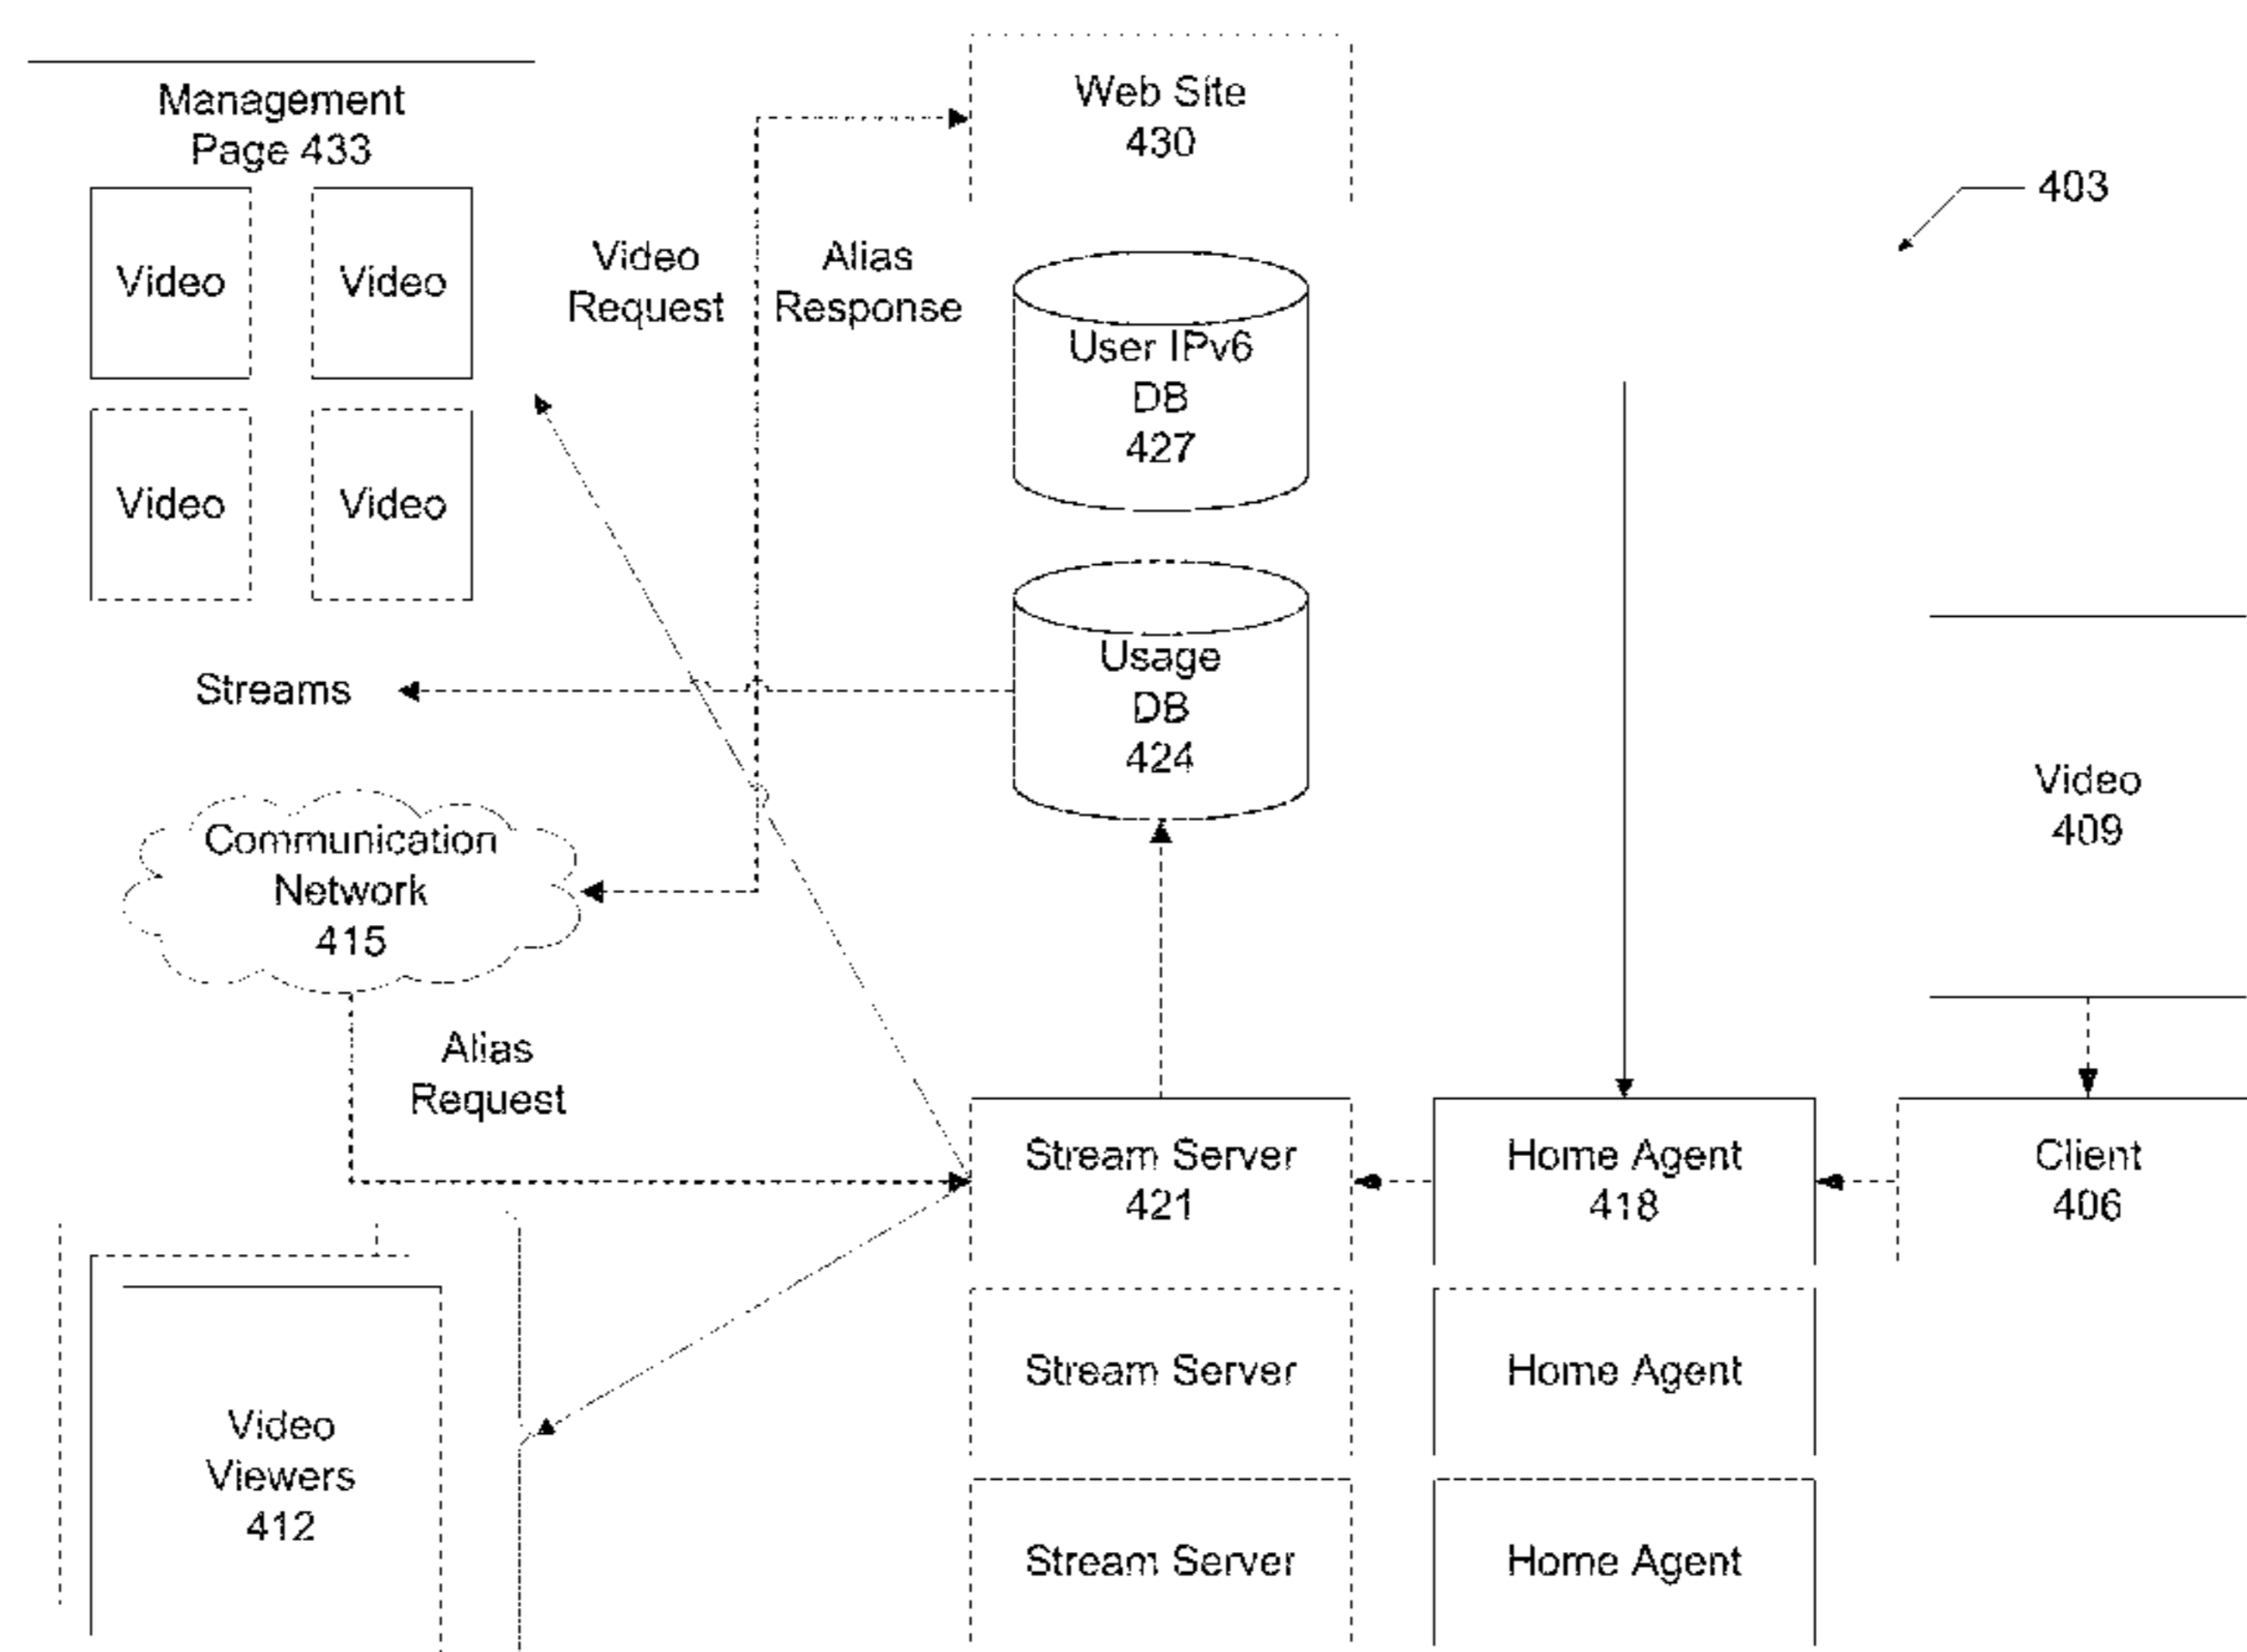 Management
Page 433
Video
Video
Video
Video
Streams
Video
Request
Alias
Response
Web Site
430
User IPv6
DB
427
Usage
DB
424
403
Video
409
Communication
Network
415
Alias
Request
Stream Server
421
Home Agent
418
Client
406
Stream Server
Home Agent
Stream Server
Home Agent
Video
Viewers
412